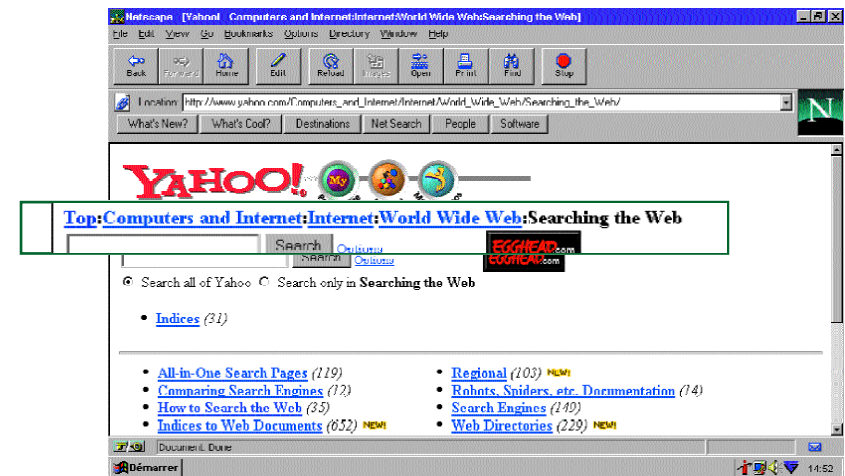 Netscape [Yahoo! Computers and Internet:Internet:World Wide Web:Searching the Web]
File Edit View Go Bookmarks Options Directory Window Help
Back Forward Home Edit Reload Images Open Print Find Stop
Location: http://www.yahoo.com/Computers_and_Internet/Internet/World_Wide_Web/Searching_the_Web/
N
What's New? What's Cool? Destinations Net Search People Software
YAHOO! My
Top:Computers and Internet:Internet:World Wide Web:Searching the Web
Search Options EGGHEAD.com
Search Options EGGHEAD.com
Search all of Yahoo Search only in Searching the Web
• Indices (31)
• All-in-One Search Pages (119)
• Comparing Search Engines (12)
• How to Search the Web (35)
• Indices to Web Documents (652) NEW!
• Regional (103) NEW!
• Robots, Spiders, etc. Documentation (14)
• Search Engines (149)
• Web Directories (229) NEW!
Document: Done
Démarrer 14:52